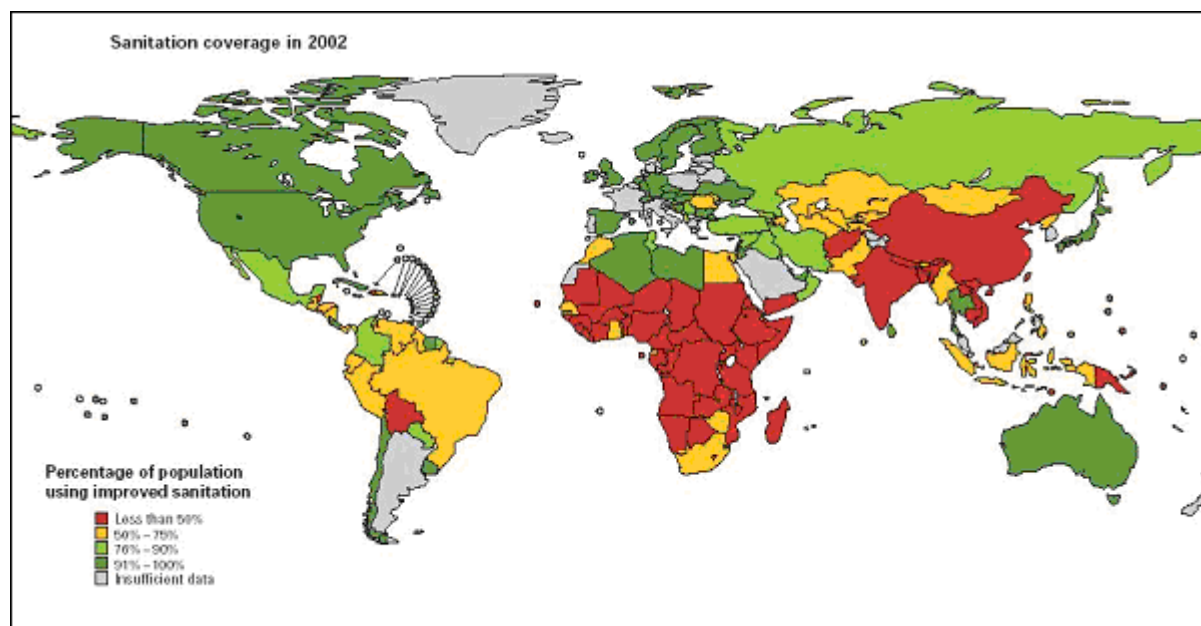 Sanitation coverage in 2002
Percentage of population
using improved sanitation
Less than 50%
50% – 75%
76% – 90%
91% – 100%
Insufficient data